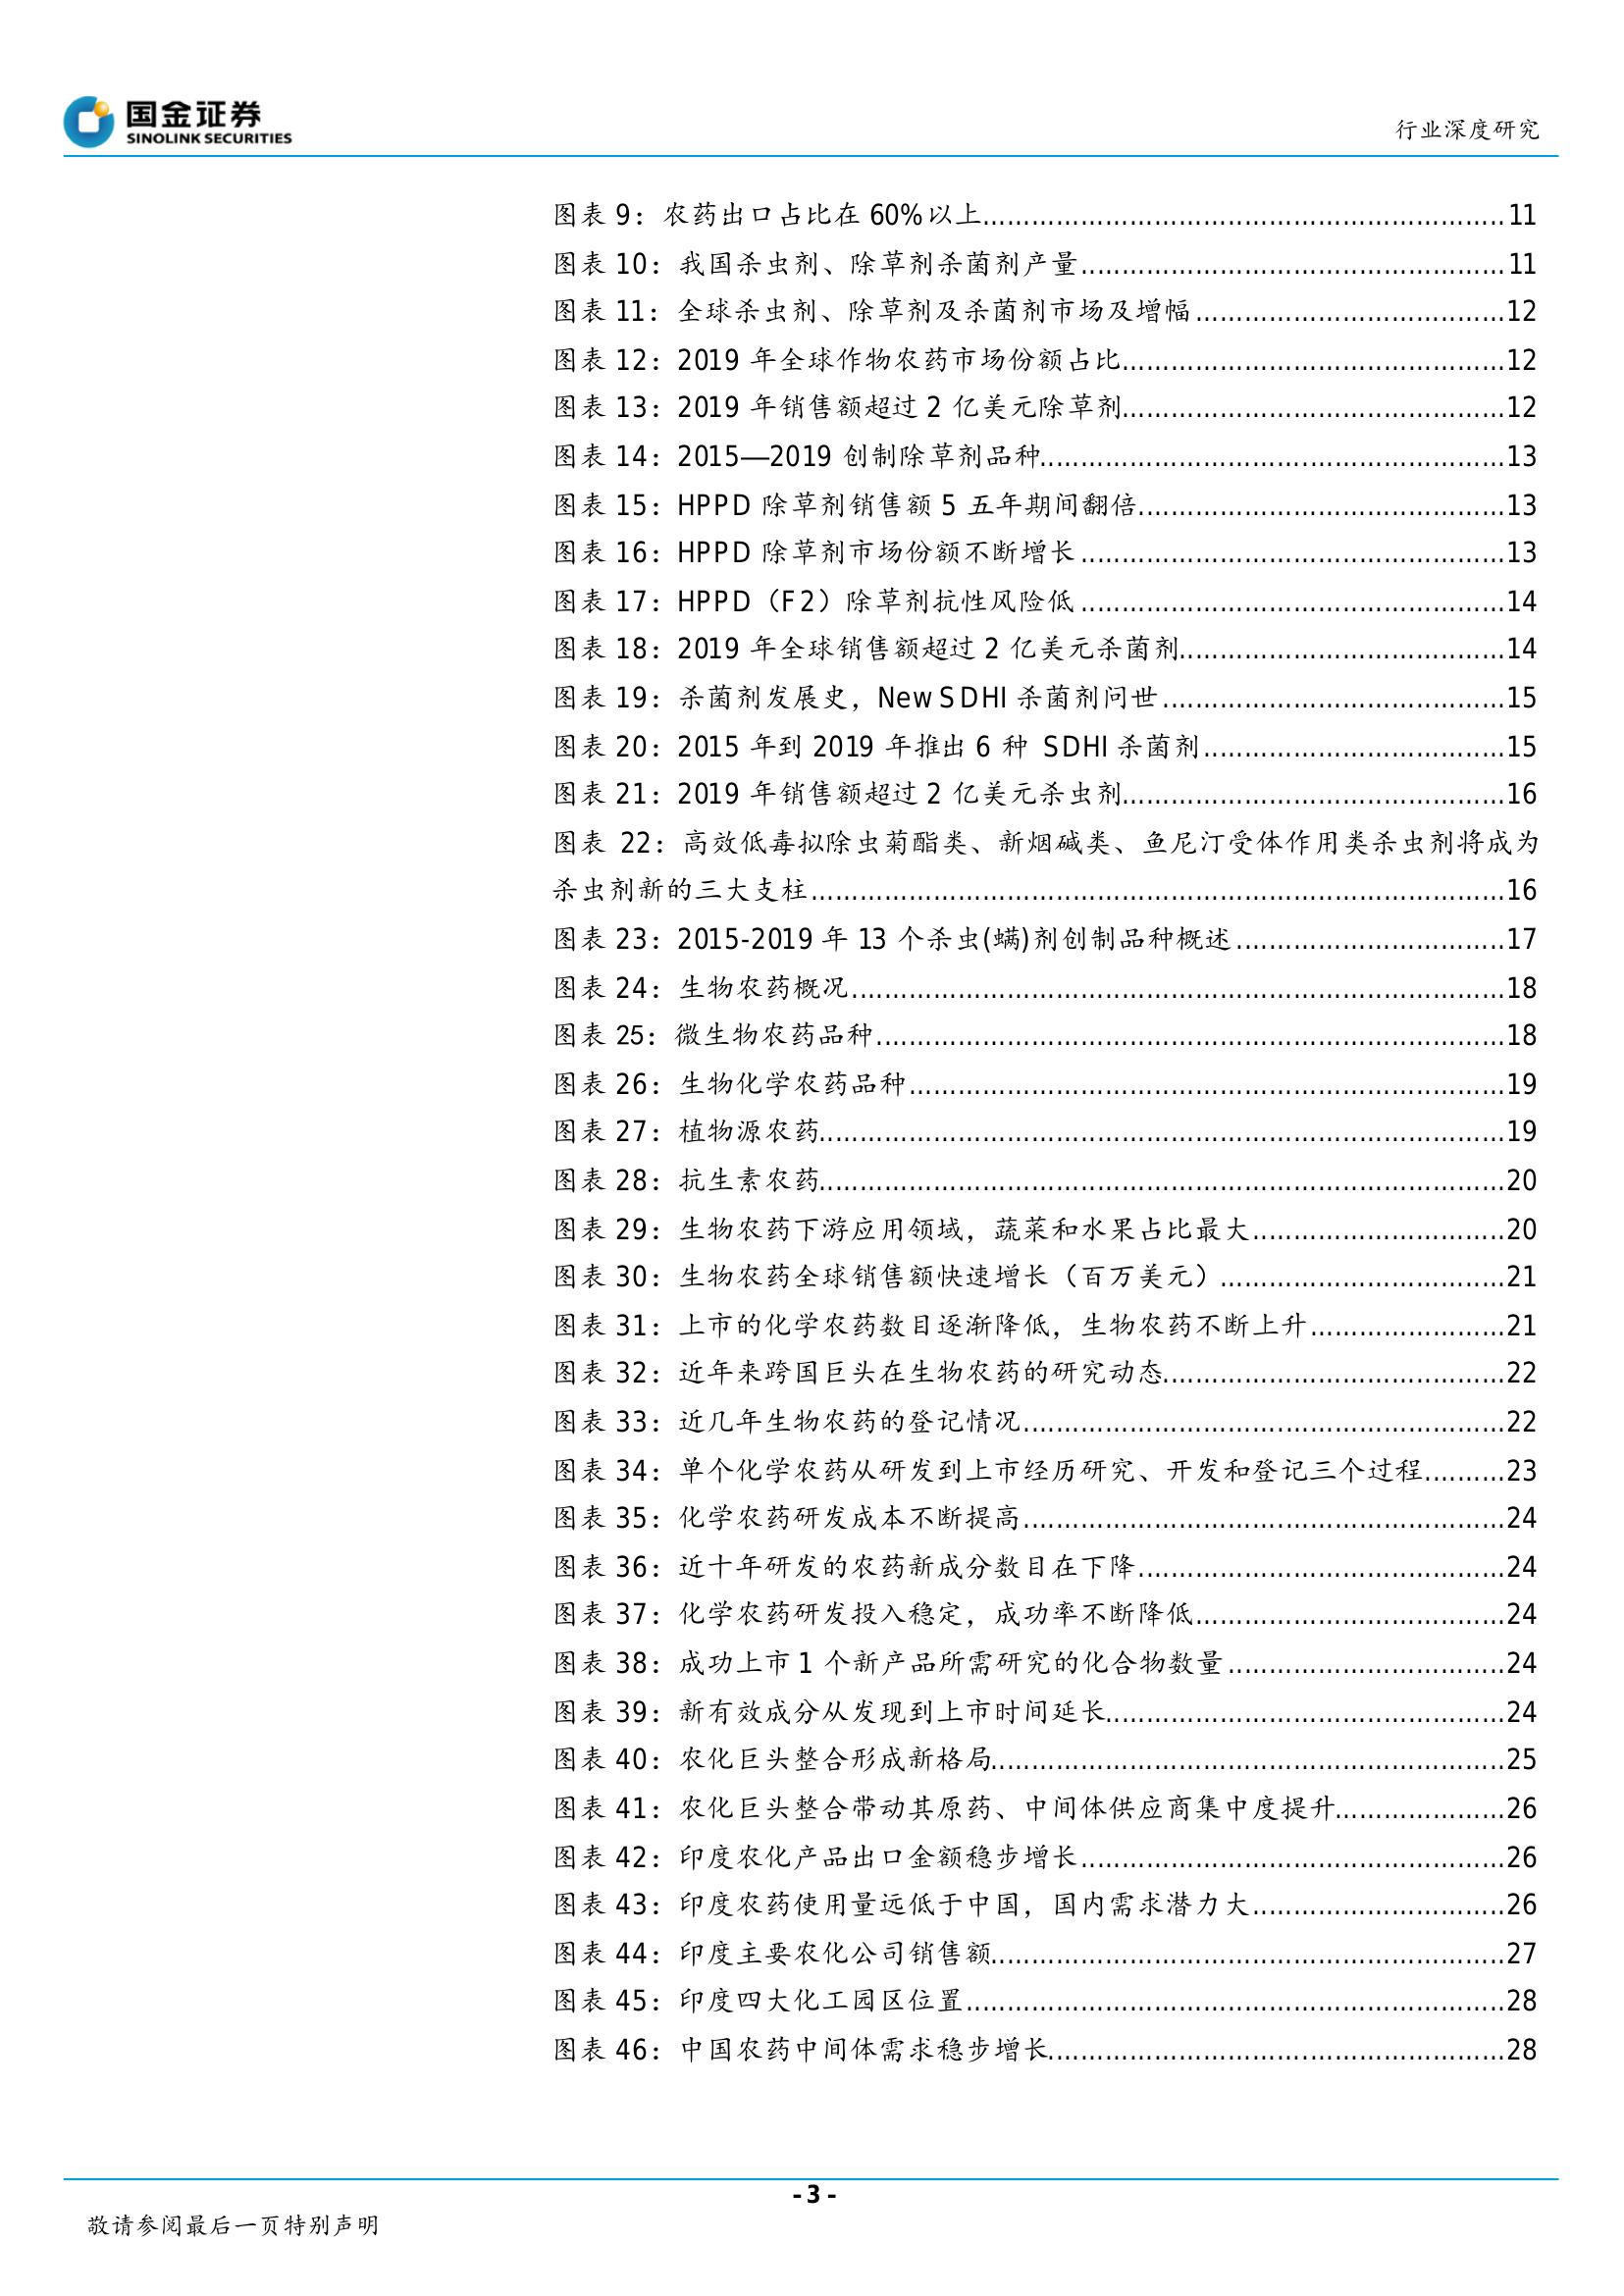 国金证券
SINOLINK SECURITIES
行业深度研究
图表 9：农药出口占比在 60%以上........................................................11
图表 10：我国杀虫剂、除草剂杀菌剂产量........................................................11
图表 11：全球杀虫剂、除草剂及杀菌剂市场及增幅........................................12
图表 12：2019 年全球作物农药市场份额占比................................................12
图表 13：2019 年销售额超过 2 亿美元除草剂................................................12
图表 14：2015—2019 创制除草剂品种........................................................13
图表 15：HPPD 除草剂销售额 5 五年期间翻倍................................................13
图表 16：HPPD 除草剂市场份额不断增长........................................................13
图表 17：HPPD（F2）除草剂抗性风险低........................................................14
图表 18：2019 年全球销售额超过 2 亿美元杀菌剂........................................14
图表 19：杀菌剂发展史，New SDHI 杀菌剂问世................................................15
图表 20：2015 年到 2019 年推出 6 种 SDHI 杀菌剂........................................15
图表 21：2019 年销售额超过 2 亿美元杀虫剂................................................16
图表 22：高效低毒拟除虫菊酯类、新烟碱类、鱼尼汀受体作用类杀虫剂将成为
杀虫剂新的三大支柱................................................................................16
图表 23：2015-2019 年 13 个杀虫(螨)剂创制品种概述....................................17
图表 24：生物农药概况................................................................................18
图表 25：微生物农药品种............................................................................18
图表 26：生物化学农药品种........................................................................19
图表 27：植物源农药....................................................................................19
图表 28：抗生素农药....................................................................................20
图表 29：生物农药下游应用领域，蔬菜和水果占比最大................................20
图表 30：生物农药全球销售额快速增长（百万美元）....................................21
图表 31：上市的化学农药数目逐渐降低，生物农药不断上升........................21
图表 32：近年来跨国巨头在生物农药的研究动态............................................22
图表 33：近几年生物农药的登记情况............................................................22
图表 34：单个化学农药从研发到上市经历研究、开发和登记三个过程..........23
图表 35：化学农药研发成本不断提高............................................................24
图表 36：近十年研发的农药新成分数目在下降................................................24
图表 37：化学农药研发投入稳定，成功率不断降低........................................24
图表 38：成功上市 1 个新产品所需研究的化合物数量....................................24
图表 39：新有效成分从发现到上市时间延长....................................................24
图表 40：农化巨头整合形成新格局................................................................25
图表 41：农化巨头整合带动其原药、中间体供应商集中度提升....................26
图表 42：印度农化产品出口金额稳步增长........................................................26
图表 43：印度农药使用量远低于中国，国内需求潜力大................................26
图表 44：印度主要农化公司销售额................................................................27
图表 45：印度四大化工园区位置....................................................................28
图表 46：中国农药中间体需求稳步增长............................................................28
- 3 -
敬请参阅最后一页特别声明